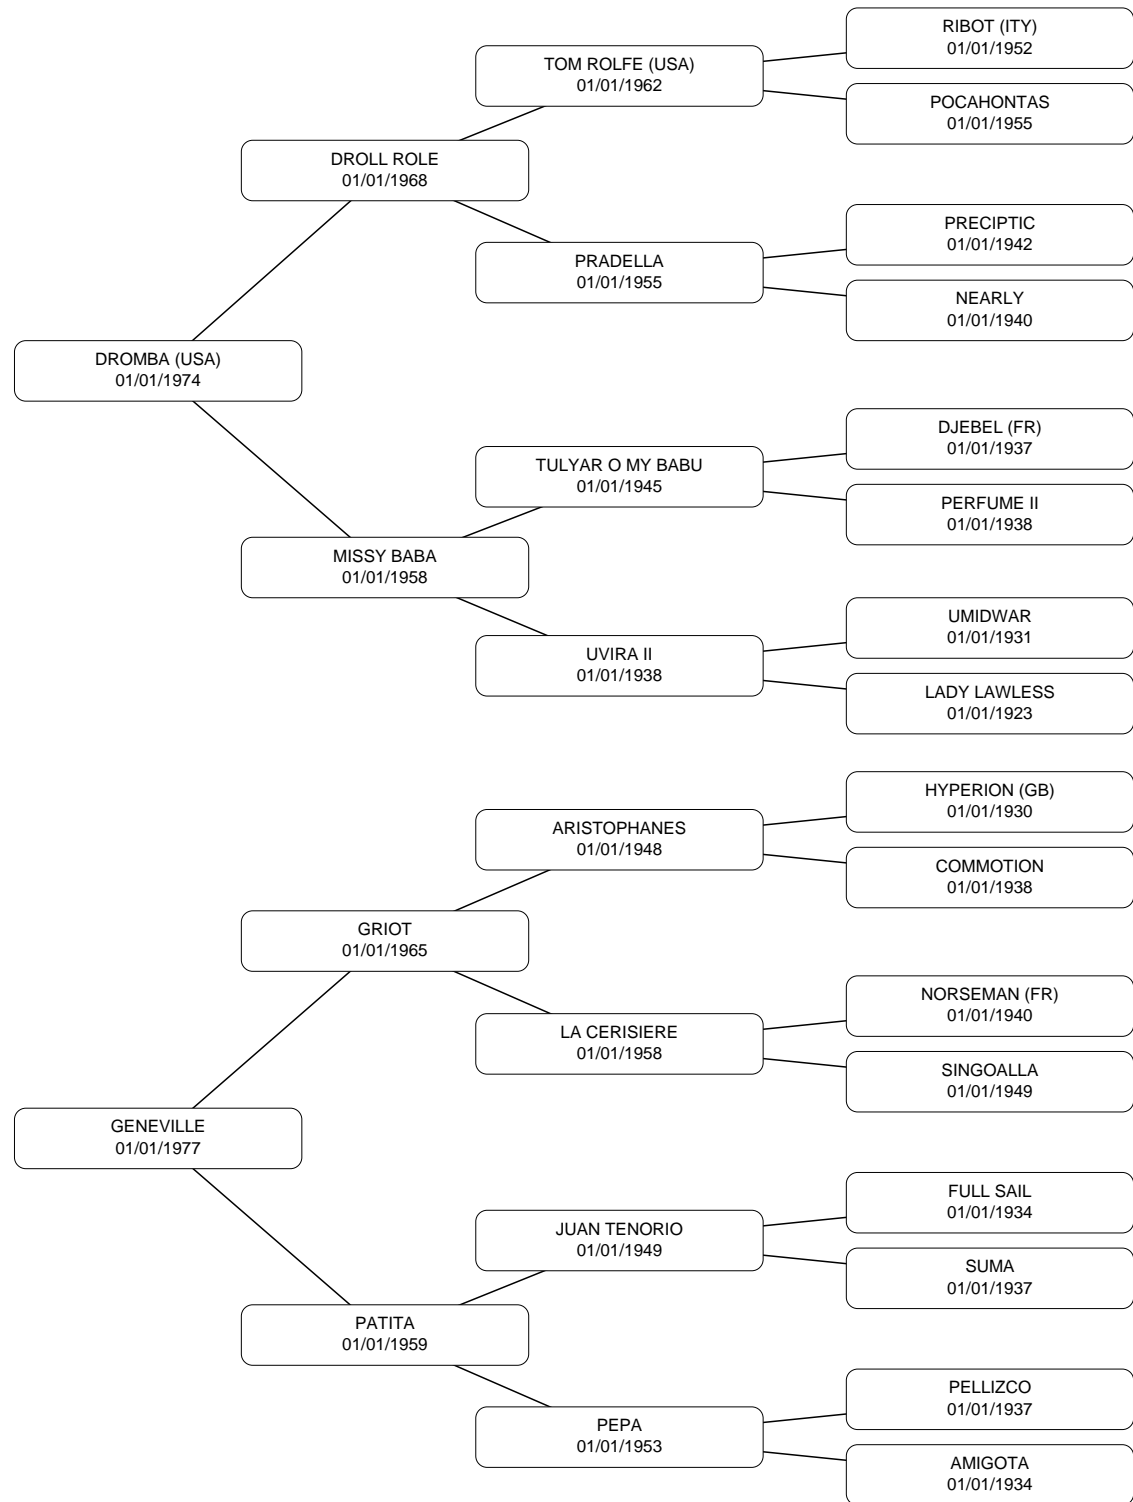 RIBOT (ITY)
01/01/1952
TOM ROLFE (USA)
01/01/1962
POCAHONTAS
01/01/1955
DROLL ROLE
01/01/1968
PRECIPTIC
01/01/1942
PRADELLA
01/01/1955
NEARLY
01/01/1940
DROMBA (USA)
01/01/1974
DJEBEL (FR)
01/01/1937
TULYAR O MY BABU
01/01/1945
PERFUME II
01/01/1938
MISSY BABA
01/01/1958
UMIDWAR
01/01/1931
UVIRA II
01/01/1938
LADY LAWLESS
01/01/1923
HYPERION (GB)
01/01/1930
ARISTOPHANES
01/01/1948
COMMOTION
01/01/1938
GRIOT
01/01/1965
NORSEMAN (FR)
01/01/1940
LA CERISIERE
01/01/1958
SINGOALLA
01/01/1949
GENEVILLE
01/01/1977
FULL SAIL
01/01/1934
JUAN TENORIO
01/01/1949
SUMA
01/01/1937
PATITA
01/01/1959
PELLIZCO
01/01/1937
PEPA
01/01/1953
AMIGOTA
01/01/1934